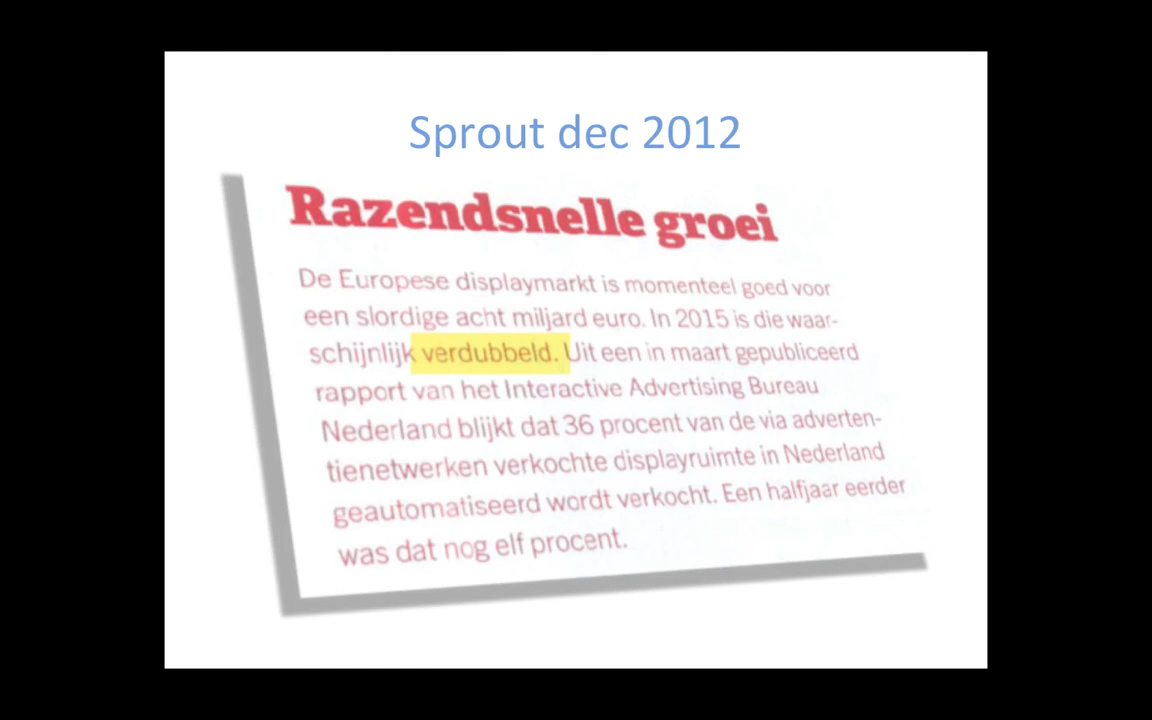 Sprout dec 2012
Razendsnelle groei
De Europese displaymarkt is momenteel goed voor
een slordige acht miljard euro. In 2015 is die waar-
schijnlijk verdubbeld. Uit een in maart gepubliceerd
rapport van het Interactive Advertising Bureau
Nederland blijkt dat 36 procent van de via adverten-
tienetwerken verkochte displayruimte in Nederland
geautomatiseerd wordt verkocht. Een halfjaar eerder
was dat nog elf procent.